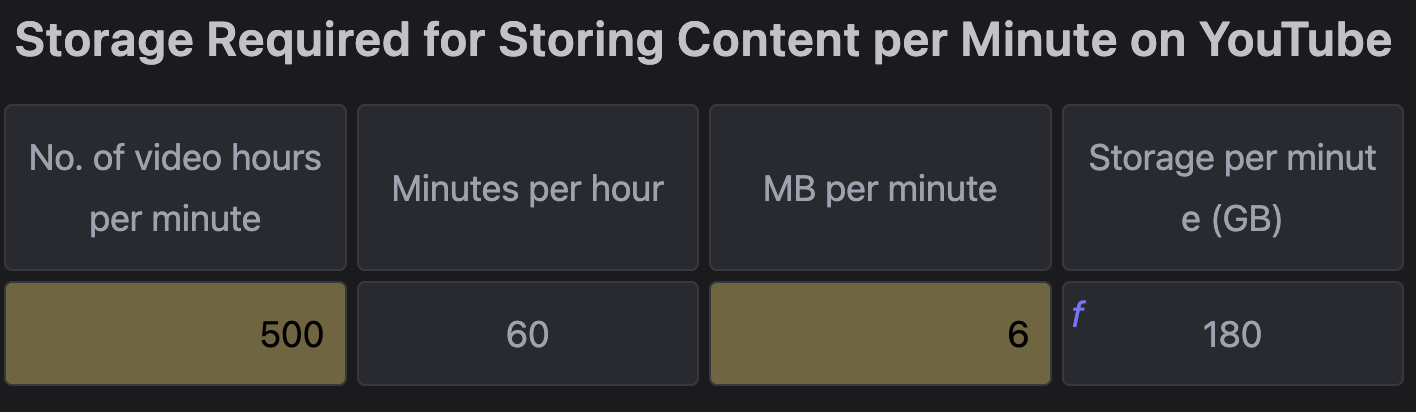 Storage Required for Storing Content per Minute on YouTube
No. of video hours
per minute
Minutes per hour
MB per minute
Storage per minut
e (GB)
500
60
6
f
180